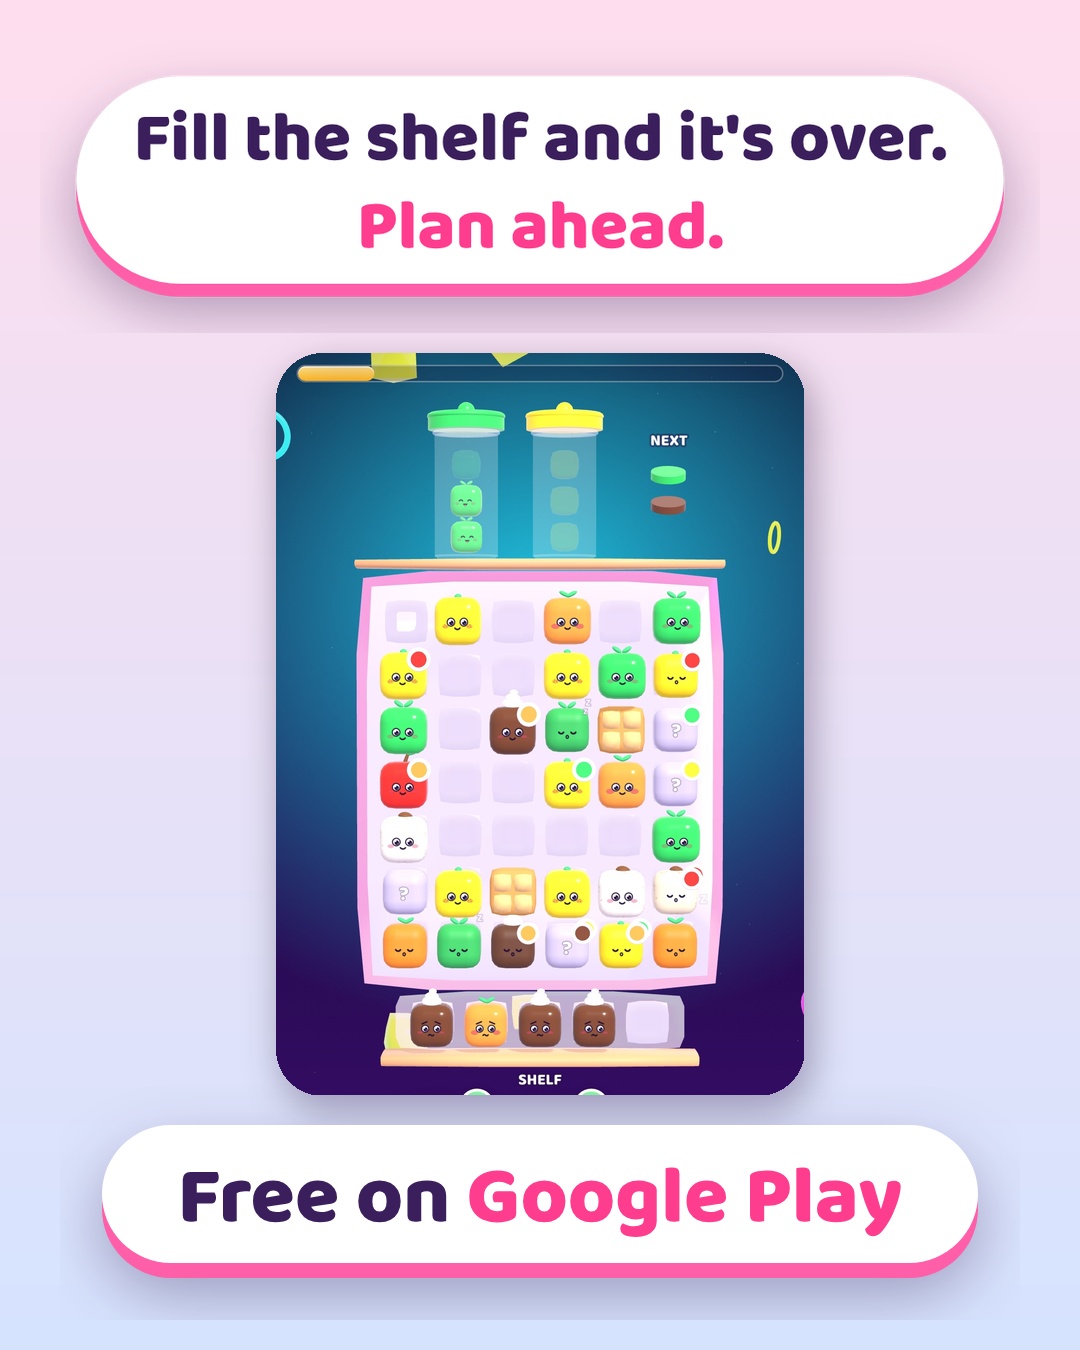 Fill the shelf and it's over.
Plan ahead.
NEXT
z
z
?
?
?
z
z
?
SHELF
Free on Google Play